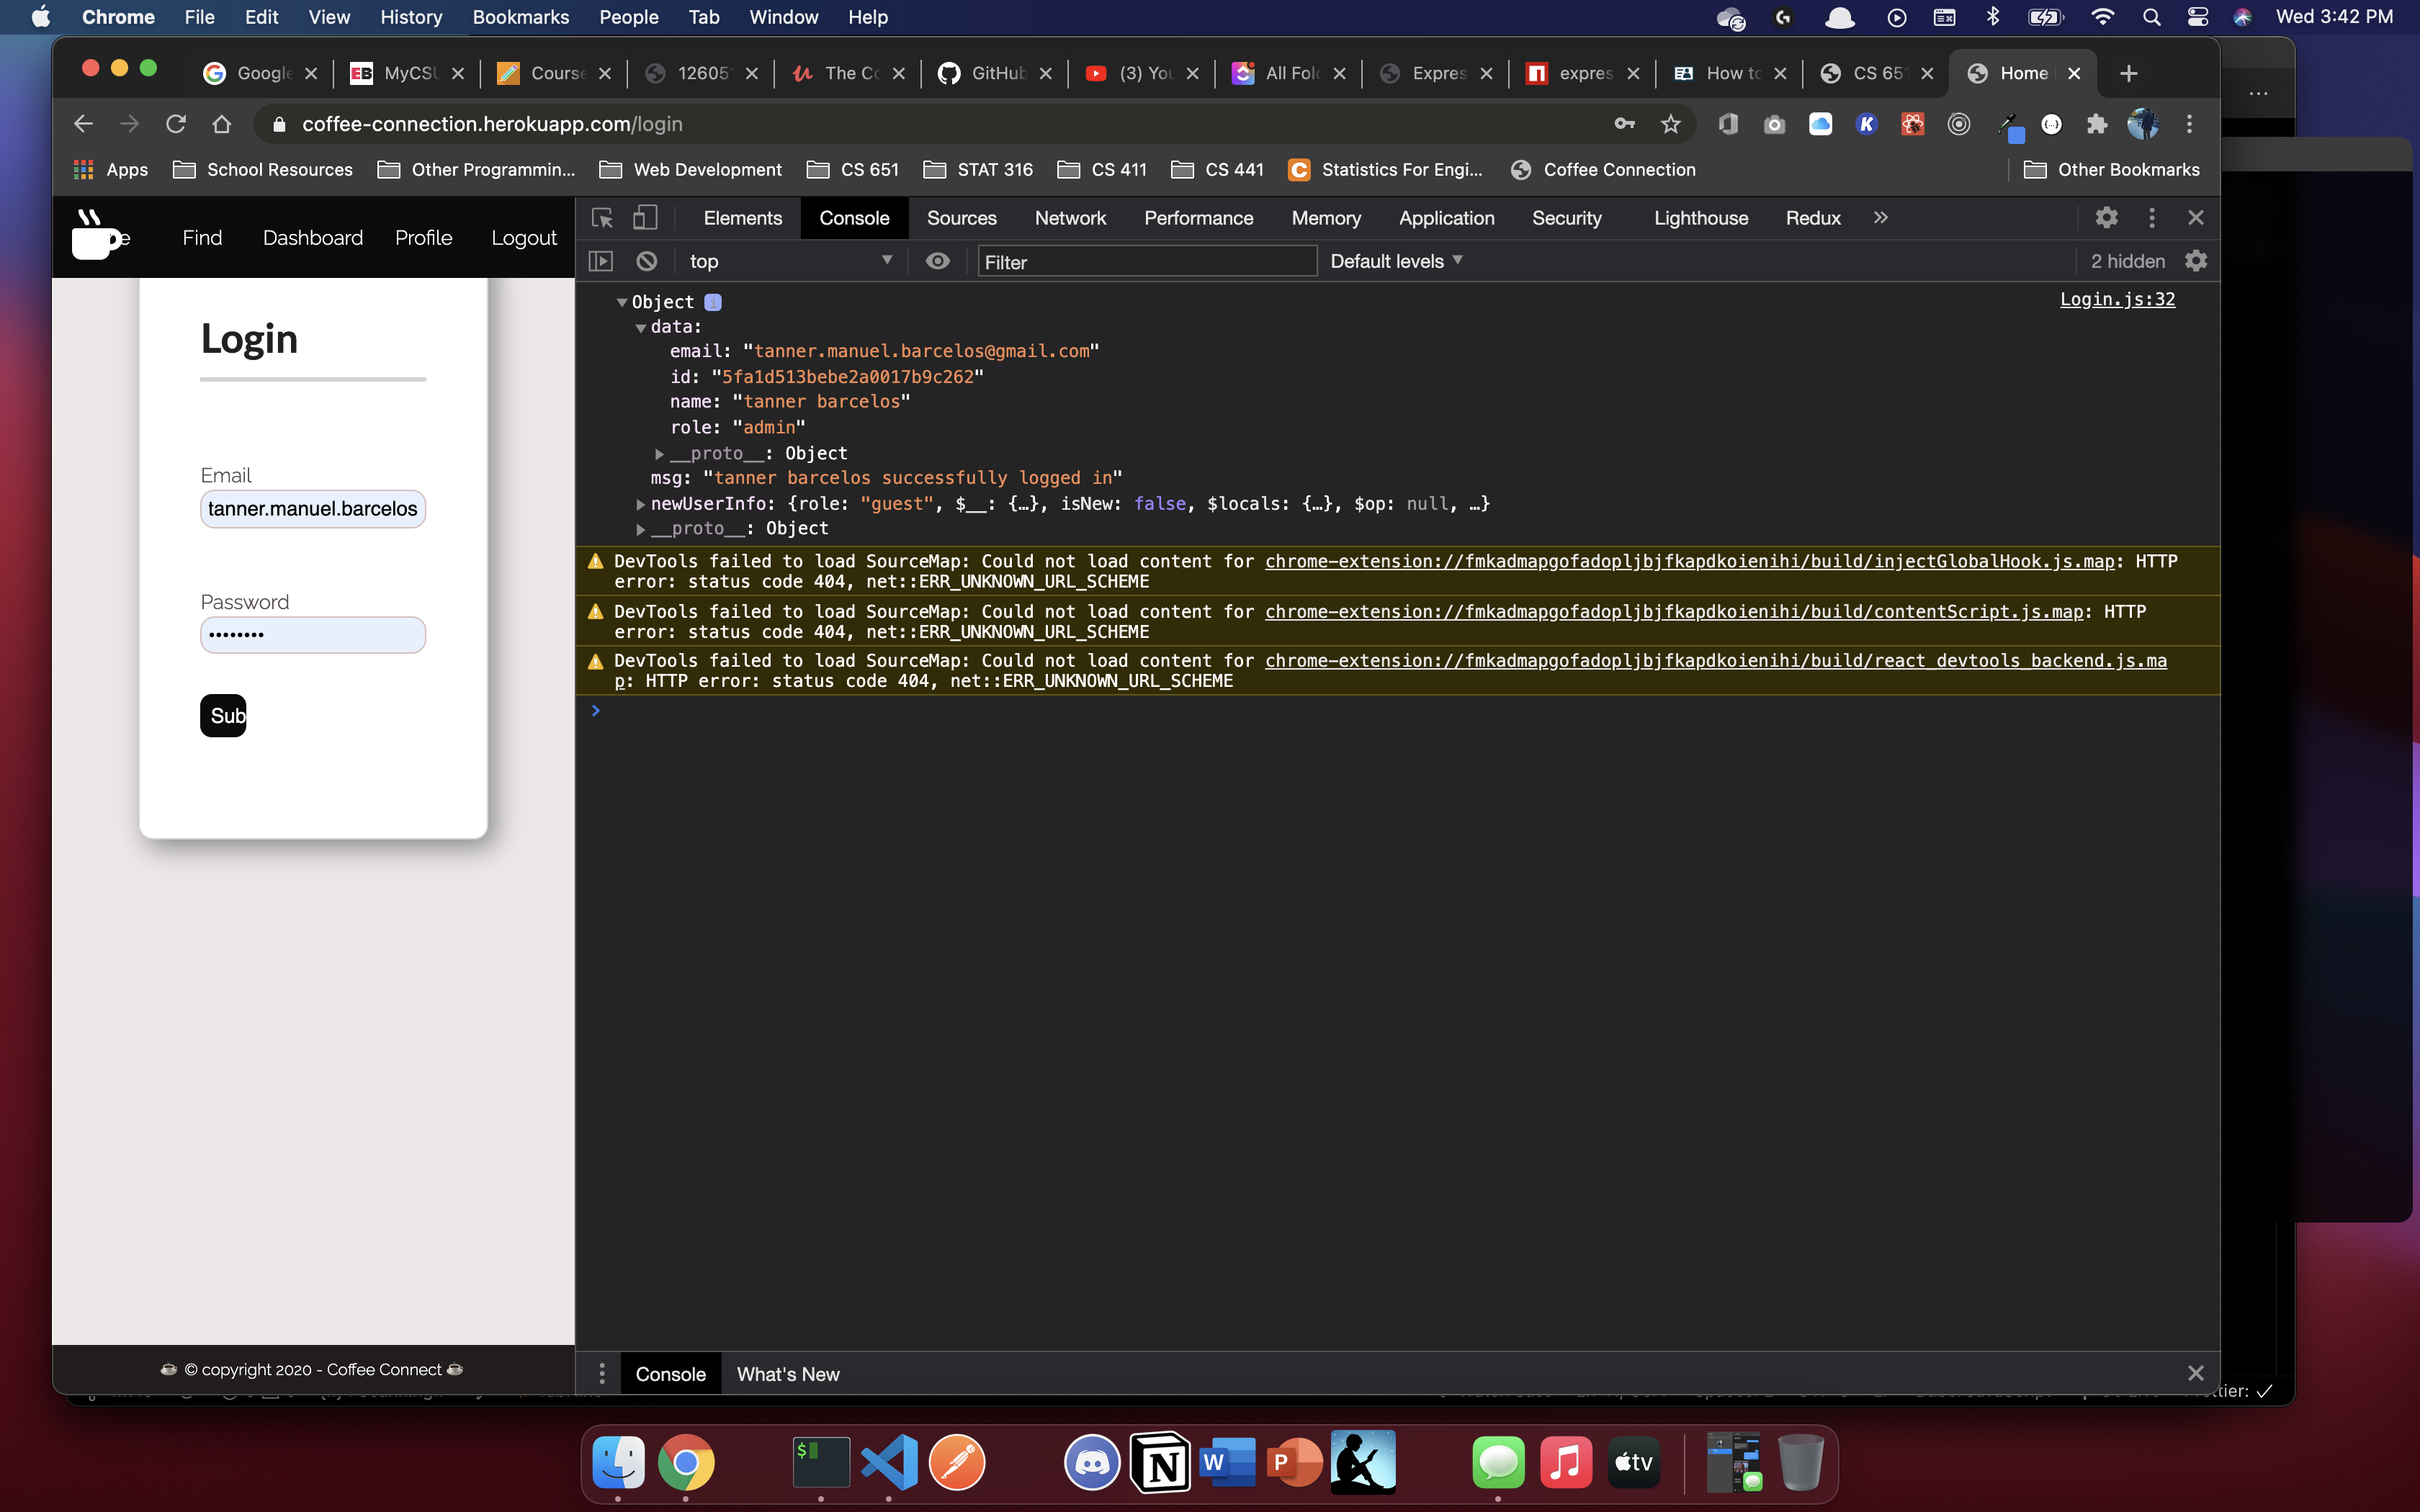 Chrome File Edit View History Bookmarks People Tab Window Help Wed 3:42 PM
Google MyCSU Course 12605 The Co GitHub (3) You All Fol Expres expres How to CS 651 Home
coffee-connection.herokuapp.com/login
Apps School Resources Other Programmin... Web Development CS 651 STAT 316 CS 411 CS 441 Statistics For Engi... Coffee Connection Other Bookmarks
Find Dashboard Profile Logout
Elements Console Sources Network Performance Memory Application Security Lighthouse Redux
top Filter Default levels 2 hidden
Login
Email
tanner.manuel.barcelos
Password
••••••••
Sub
© copyright 2020 - Coffee Connect
Object Login.js:32
data:
email: "tanner.manuel.barcelos@gmail.com"
id: "5fa1d513bebe2a0017b9c262"
name: "tanner barcelos"
role: "admin"
__proto__: Object
msg: "tanner barcelos successfully logged in"
newUserInfo: {role: "guest", $__: {…}, isNew: false, $locals: {…}, $op: null, …}
__proto__: Object
DevTools failed to load SourceMap: Could not load content for chrome-extension://fmkadmapgofadopljbjfkapdkoienihi/build/injectGlobalHook.js.map: HTTP
error: status code 404, net::ERR_UNKNOWN_URL_SCHEME
DevTools failed to load SourceMap: Could not load content for chrome-extension://fmkadmapgofadopljbjfkapdkoienihi/build/contentScript.js.map: HTTP
error: status code 404, net::ERR_UNKNOWN_URL_SCHEME
DevTools failed to load SourceMap: Could not load content for chrome-extension://fmkadmapgofadopljbjfkapdkoienihi/build/react_devtools_backend.js.ma
p: HTTP error: status code 404, net::ERR_UNKNOWN_URL_SCHEME
Console What's New
tier: ✓
tv